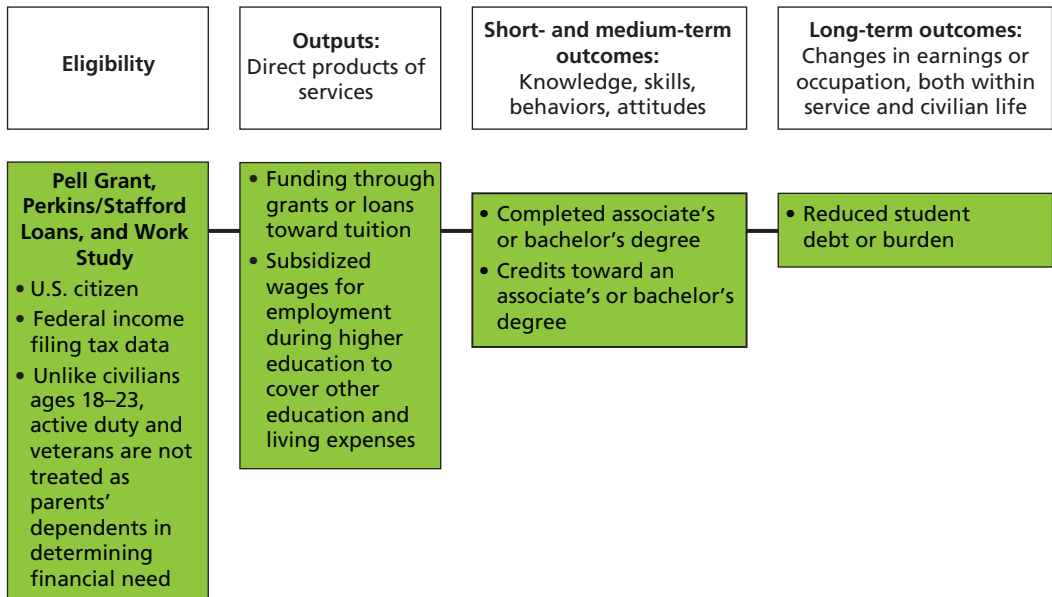 Eligibility
Outputs:
Direct products of
services
Short- and medium-term
outcomes:
Knowledge, skills,
behaviors, attitudes
Long-term outcomes:
Changes in earnings or
occupation, both within
service and civilian life
Pell Grant,
Perkins/Stafford
Loans, and Work
Study
• U.S. citizen
• Federal income
filing tax data
• Unlike civilians
ages 18–23,
active duty and
veterans are not
treated as
parents’
dependents in
determining
financial need
• Funding through
grants or loans
toward tuition
• Subsidized
wages for
employment
during higher
education to
cover other
education and
living expenses
• Completed associate’s
or bachelor’s degree
• Credits toward an
associate’s or bachelor’s
degree
• Reduced student
debt or burden